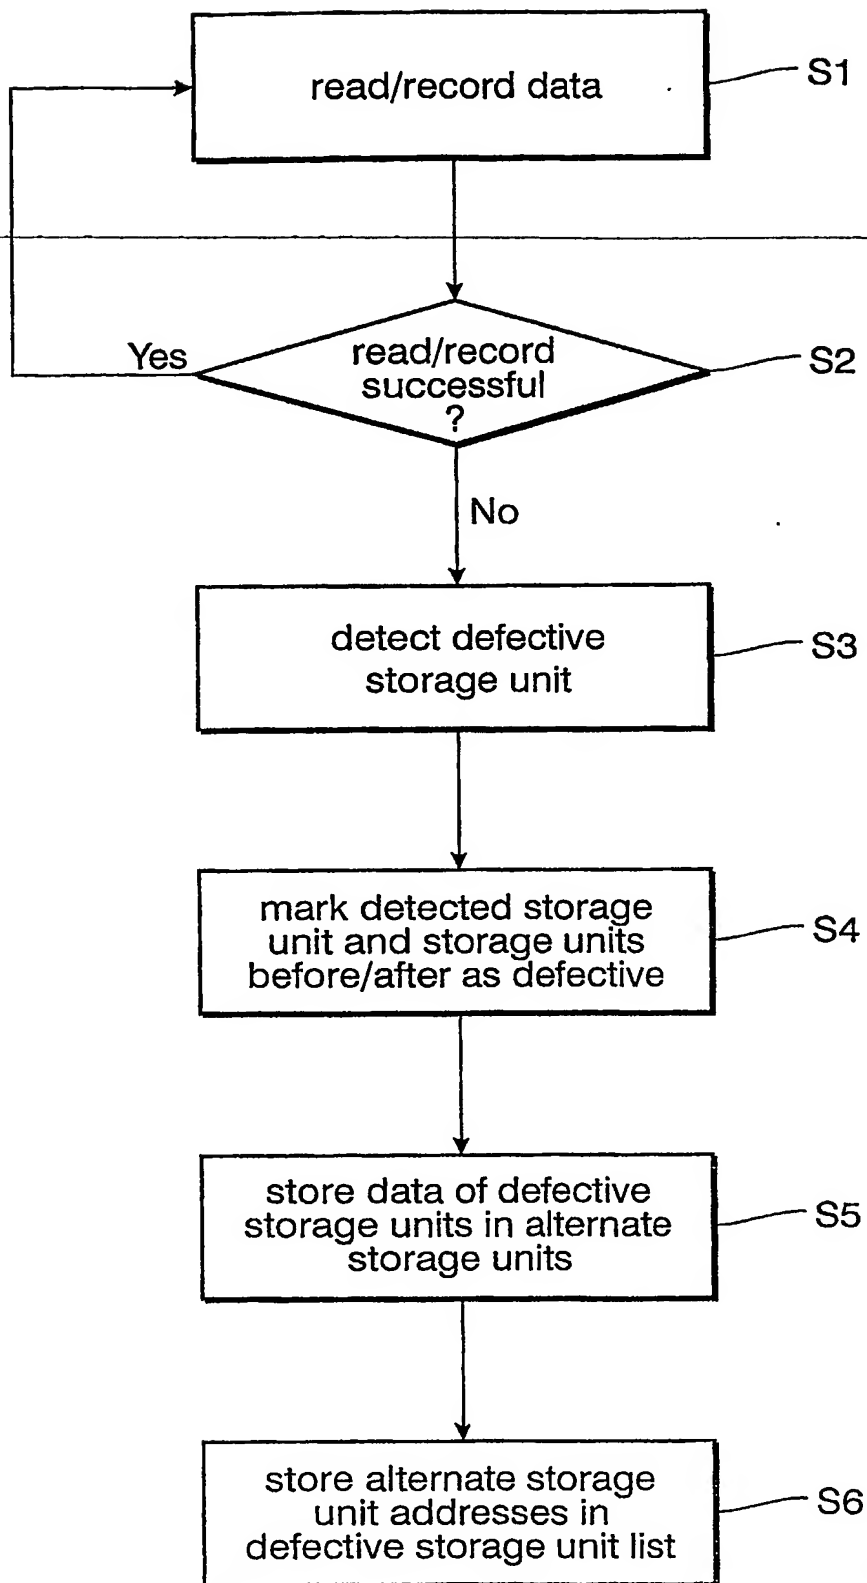 read/record data
S1
Yes
read/record
successful
?
S2
No
detect defective
storage unit
S3
mark detected storage
unit and storage units
before/after as defective
S4
store data of defective
storage units in alternate
storage units
S5
store alternate storage
unit addresses in
defective storage unit list
S6